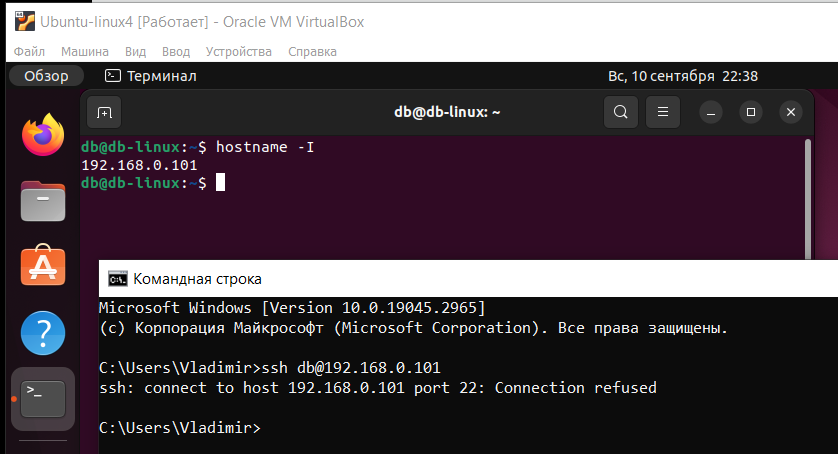 Ubuntu-linux4 [Работает] - Oracle VM VirtualBox
Файл Машина Вид Ввод Устройства Справка
Обзор Терминал Вс, 10 сентября 22:38
db@db-linux: ~
db@db-linux:~$ hostname -I
192.168.0.101
db@db-linux:~$
Командная строка
Microsoft Windows [Version 10.0.19045.2965]
(c) Корпорация Майкрософт (Microsoft Corporation). Все права защищены.
C:\Users\Vladimir>ssh db@192.168.0.101
ssh: connect to host 192.168.0.101 port 22: Connection refused
C:\Users\Vladimir>